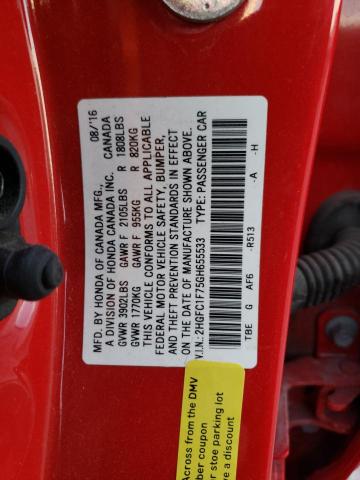 MFD. BY HONDA OF CANADA MFG., 08/'16
A DIVISION OF HONDA CANADA INC. CANADA
GVWR 3902LBS GAWR F 2105LBS R 1808LBS
GVWR 1770KG GAWR F 955KG R 820KG
THIS VEHICLE CONFORMS TO ALL APPLICABLE
FEDERAL MOTOR VEHICLE SAFETY, BUMPER,
AND THEFT PREVENTION STANDARDS IN EFFECT
ON THE DATE OF MANUFACTURE SHOWN ABOVE.
V.I.N.: 2HGFC1F75GH655533 TYPE: PASSENGER CAR
TBE G AF6 -R513 -A -H
Across from the DMV
ber coupon
r stoe parking lot
e a discount